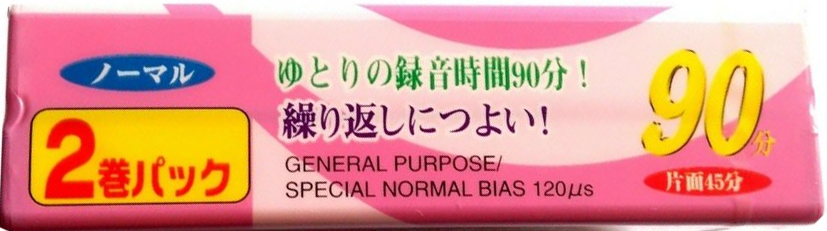 ノーマル
2巻パック
ゆとりの録音時間90分!
繰り返しにつよい!
GENERAL PURPOSE/
SPECIAL NORMAL BIAS 120μs
90分
片面45分